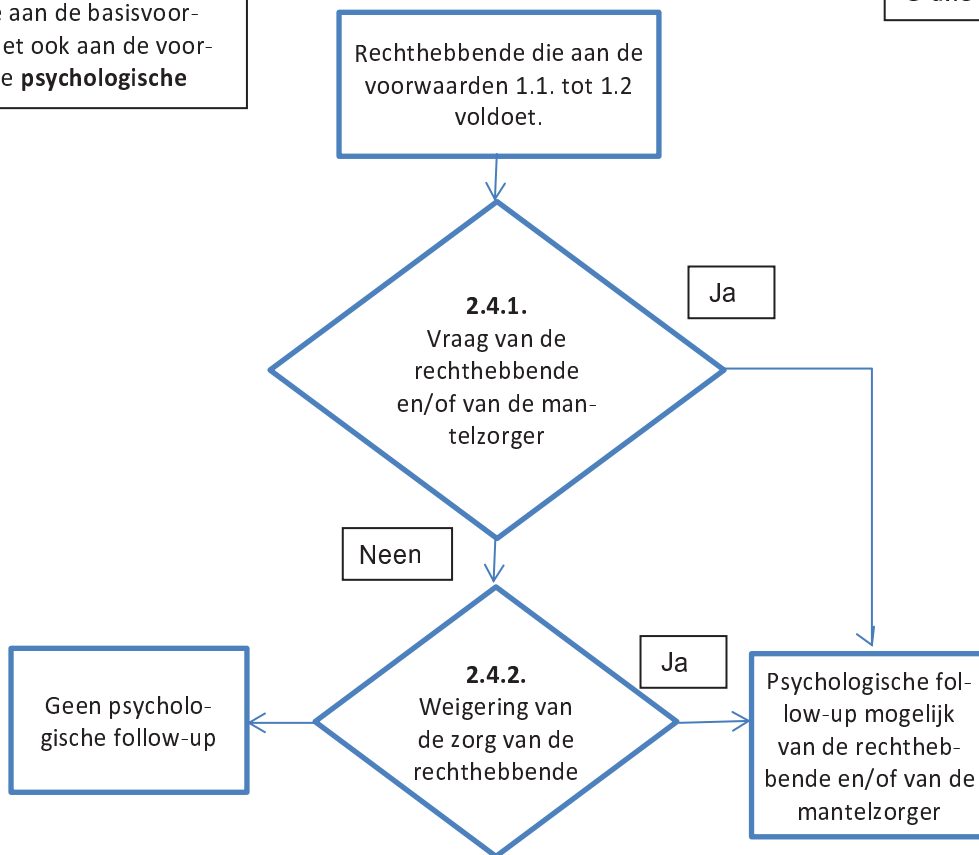 aan de basisvoor-
ook aan de voor-
psychologische
Rechthebbende die aan de
voorwaarden 1.1. tot 1.2
voldoet.
Ja
2.4.1.
Vraag van de
rechthebbende
en/of van de man-
telzorger
Neen
Ja
2.4.2.
Weigering van
de zorg van de
rechthebbende
Geen psycholo-
gische follow-up
Psychologische fol-
low-up mogelijk
van de rechtheb-
bende en/of van de
mantelzorger